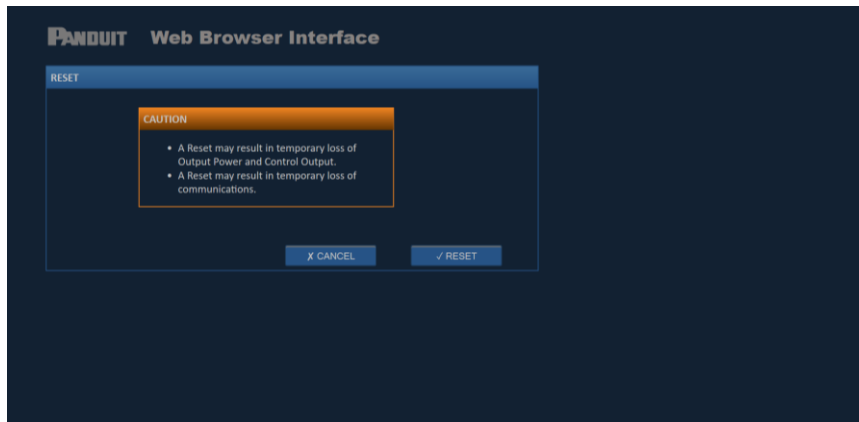 PANDUIT Web Browser Interface
RESET
CAUTION
• A Reset may result in temporary loss of
Output Power and Control Output.
• A Reset may result in temporary loss of
communications.
✗ CANCEL ✓ RESET